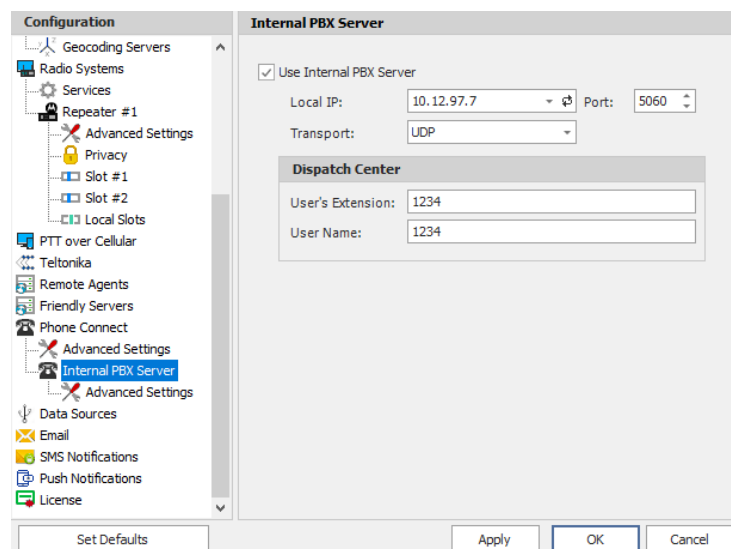 Configuration
Geocoding Servers
Radio Systems
Services
Repeater #1
Advanced Settings
Privacy
Slot #1
Slot #2
Local Slots
PTT over Cellular
Teltonika
Remote Agents
Friendly Servers
Phone Connect
Advanced Settings
Internal PBX Server
Advanced Settings
Data Sources
Email
SMS Notifications
Push Notifications
License
Set Defaults
Internal PBX Server
Use Internal PBX Server
Local IP: 10.12.97.7 Port: 5060
Transport: UDP
Dispatch Center
User's Extension: 1234
User Name: 1234
Apply OK Cancel